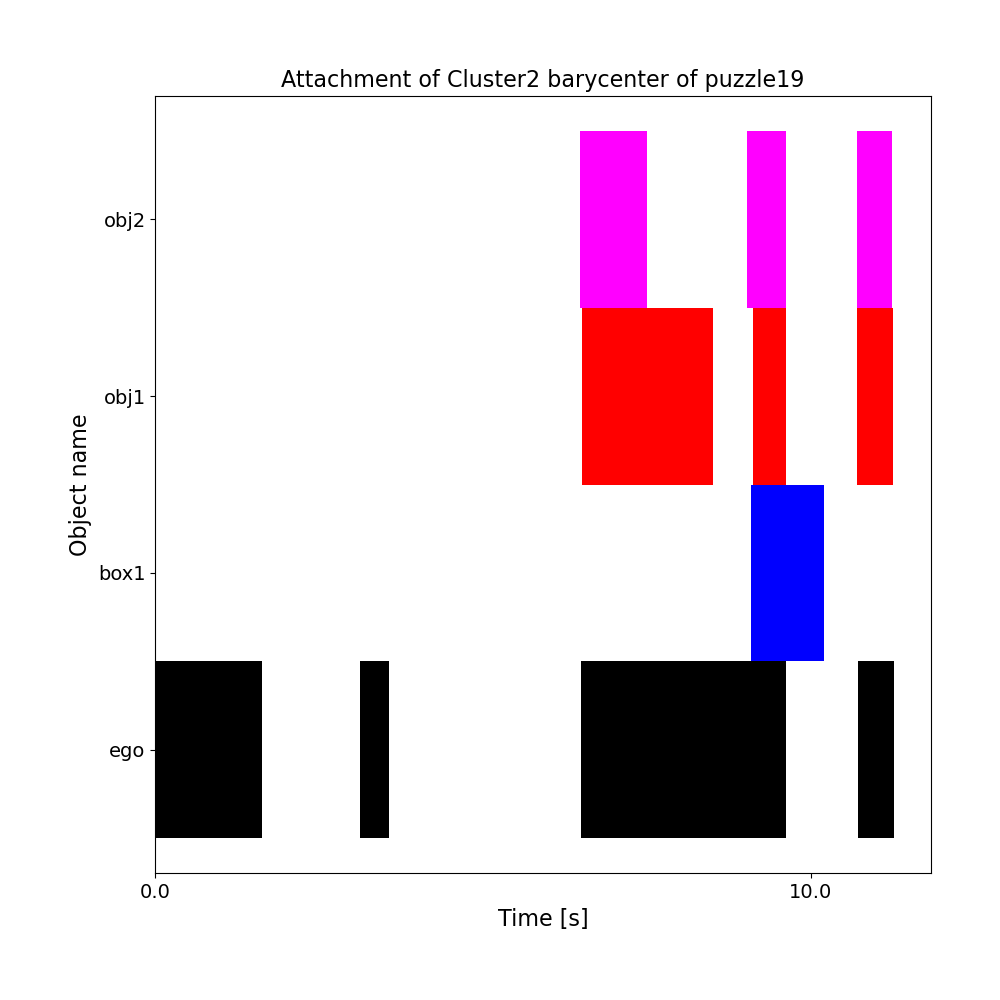 Attachment of Cluster2 barycenter of puzzle19
obj2
obj1
box1
ego
Object name
0.0
10.0
Time [s]